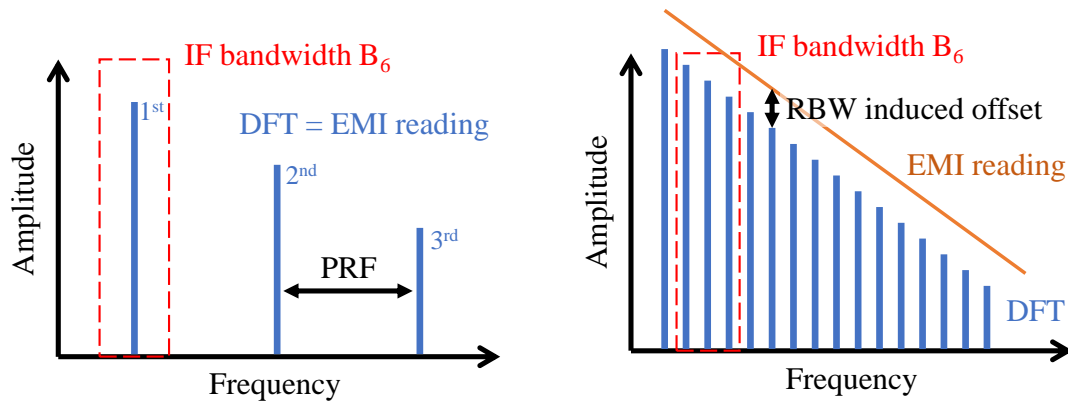 IF bandwidth B₆
1ˢᵗ
DFT = EMI reading
2ⁿᵈ
3ʳᵈ
PRF
Amplitude
Frequency
IF bandwidth B₆
RBW induced offset
EMI reading
DFT
Amplitude
Frequency